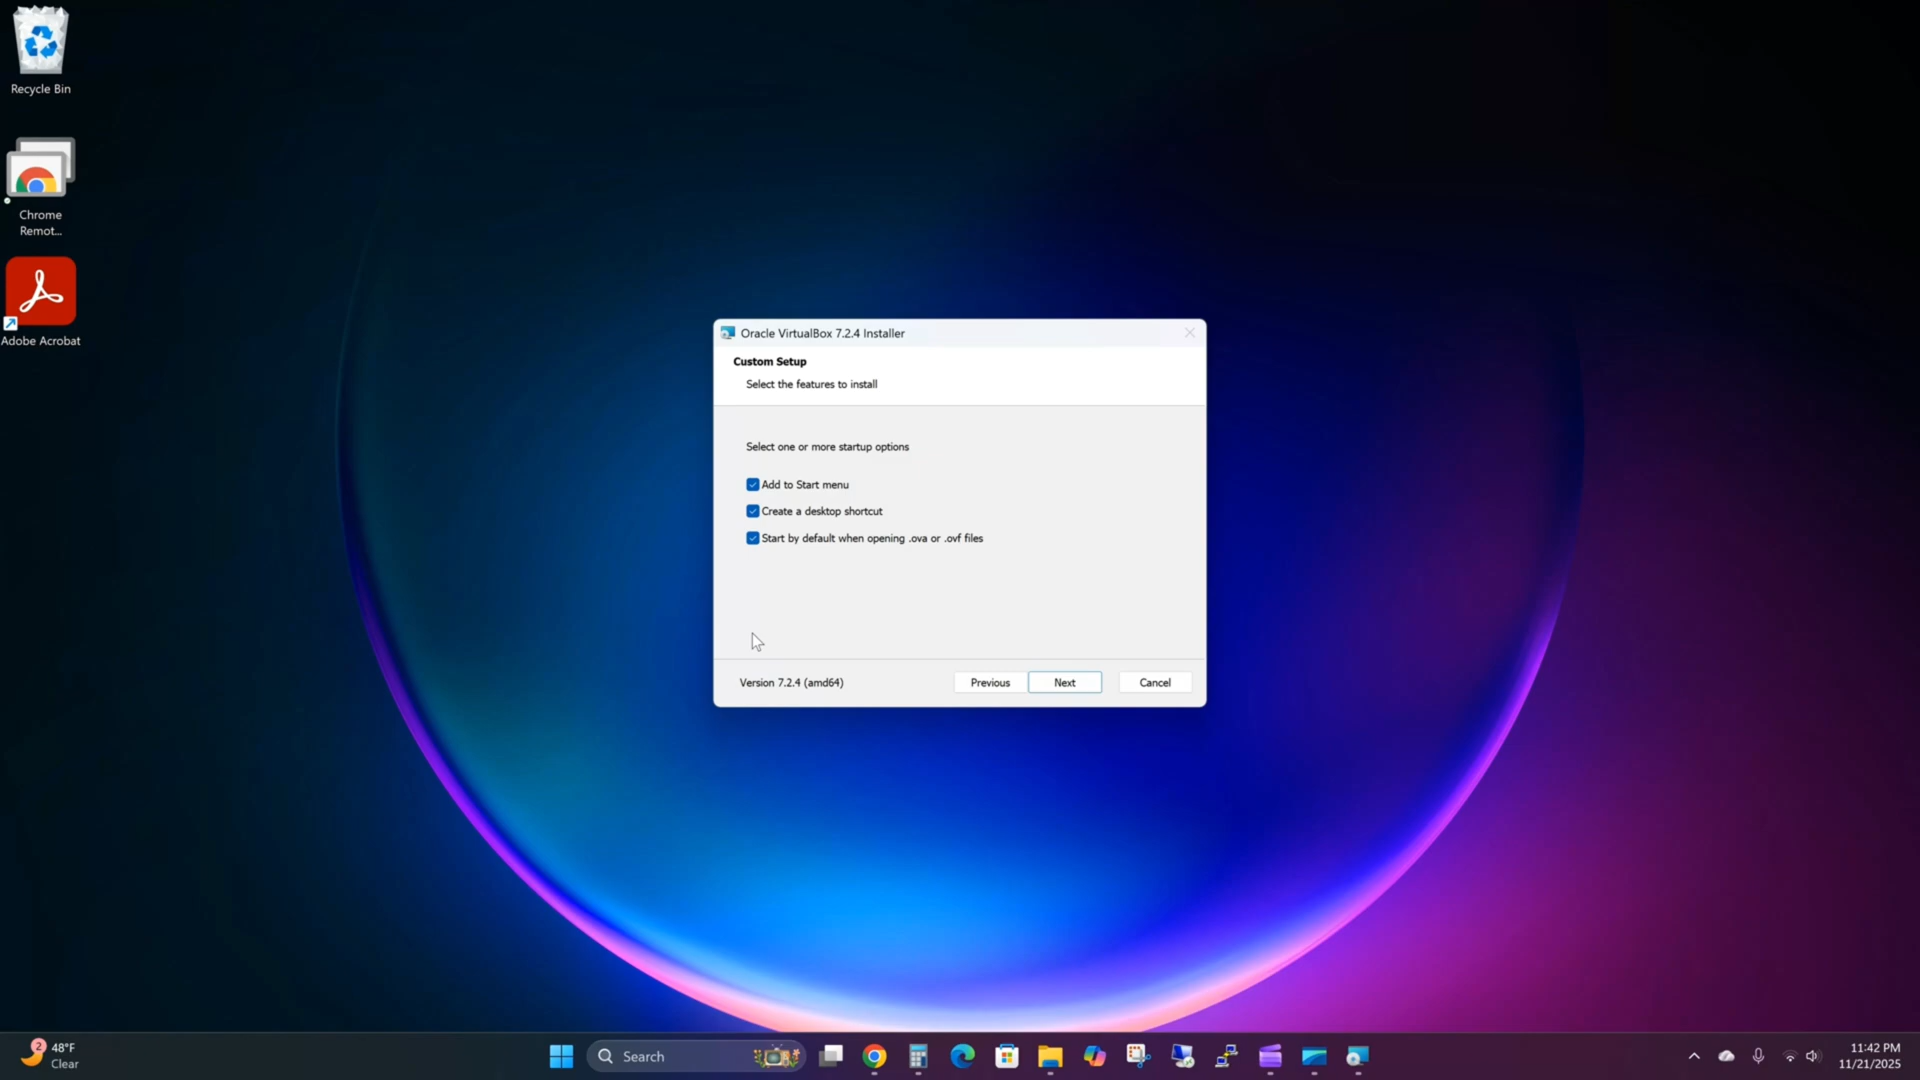 Recycle Bin
Chrome
Remot...
Adobe Acrobat
Oracle VirtualBox 7.2.4 Installer
Custom Setup
Select the features to install
Select one or more startup options
Add to Start menu
Create a desktop shortcut
Start by default when opening .ova or .ovf files
Version 7.2.4 (amd64)
Previous
Next
Cancel
2
48°F
Clear
Search
11:42 PM
11/21/2025